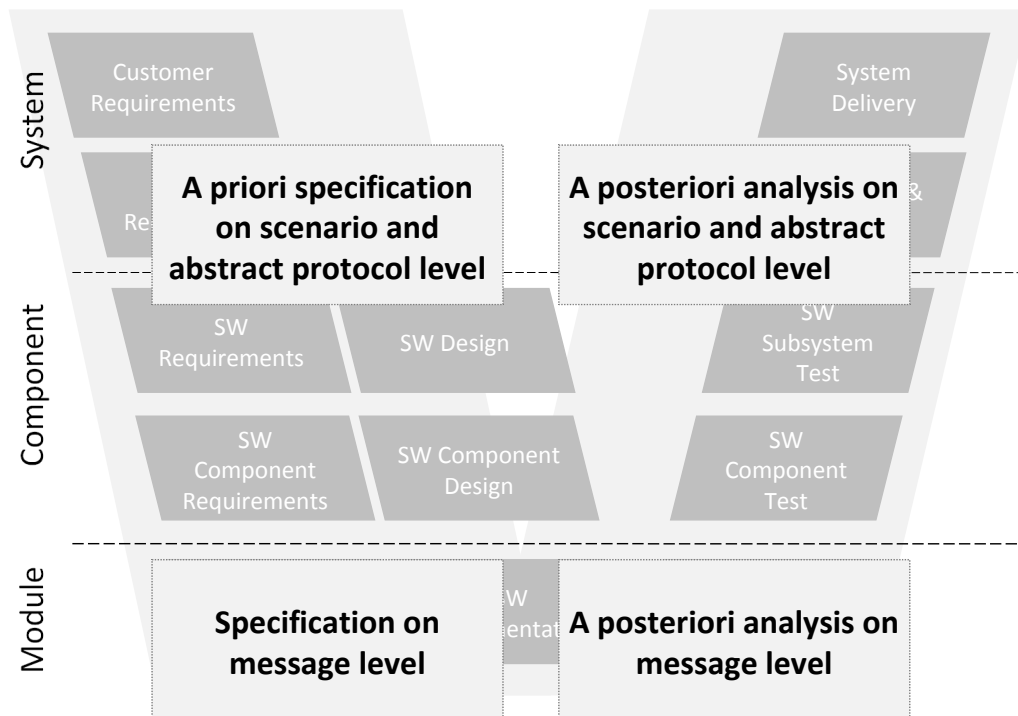 System
Customer
Requirements
System
Delivery
A priori specification
on scenario and
abstract protocol level
A posteriori analysis on
scenario and abstract
protocol level
&
Component
SW
Requirements
SW Design
SW
Subsystem
Test
SW
Component
Requirements
SW Component
Design
SW
Component
Test
Module
Specification on
message level
A posteriori analysis on
message level